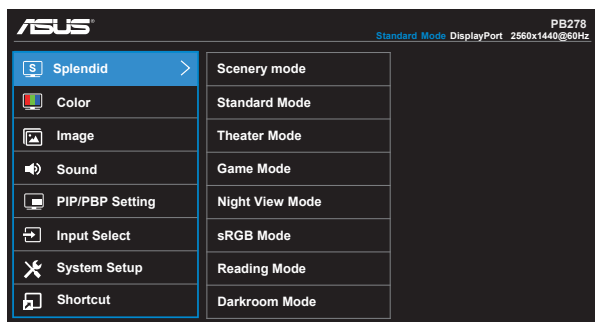 ASUS
PB278
Standard Mode DisplayPort 2560x1440@60Hz
S Splendid
Color
Image
Sound
PIP/PBP Setting
Input Select
System Setup
Shortcut
Scenery mode
Standard Mode
Theater Mode
Game Mode
Night View Mode
sRGB Mode
Reading Mode
Darkroom Mode